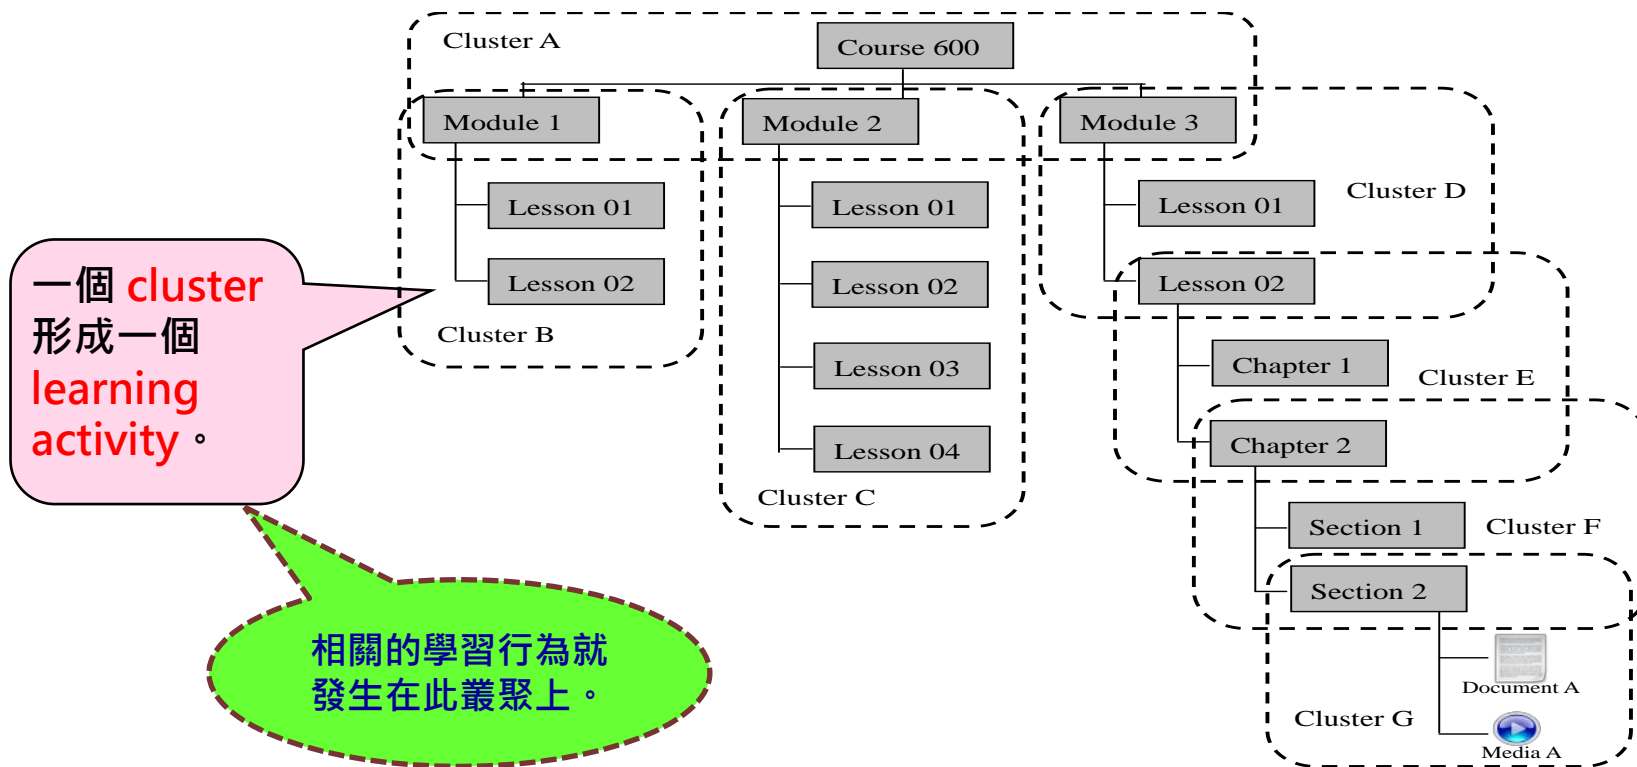 Cluster A
Course 600
Module 1
Module 2
Module 3
Lesson 01
Lesson 02
Cluster B
Lesson 01
Lesson 02
Lesson 03
Lesson 04
Cluster C
Lesson 01
Cluster D
Lesson 02
Chapter 1
Cluster E
Chapter 2
Section 1
Cluster F
Section 2
Document A
Cluster G
Media A
一個 cluster
形成一個
learning
activity。
相關的學習行為就
發生在此叢聚上。